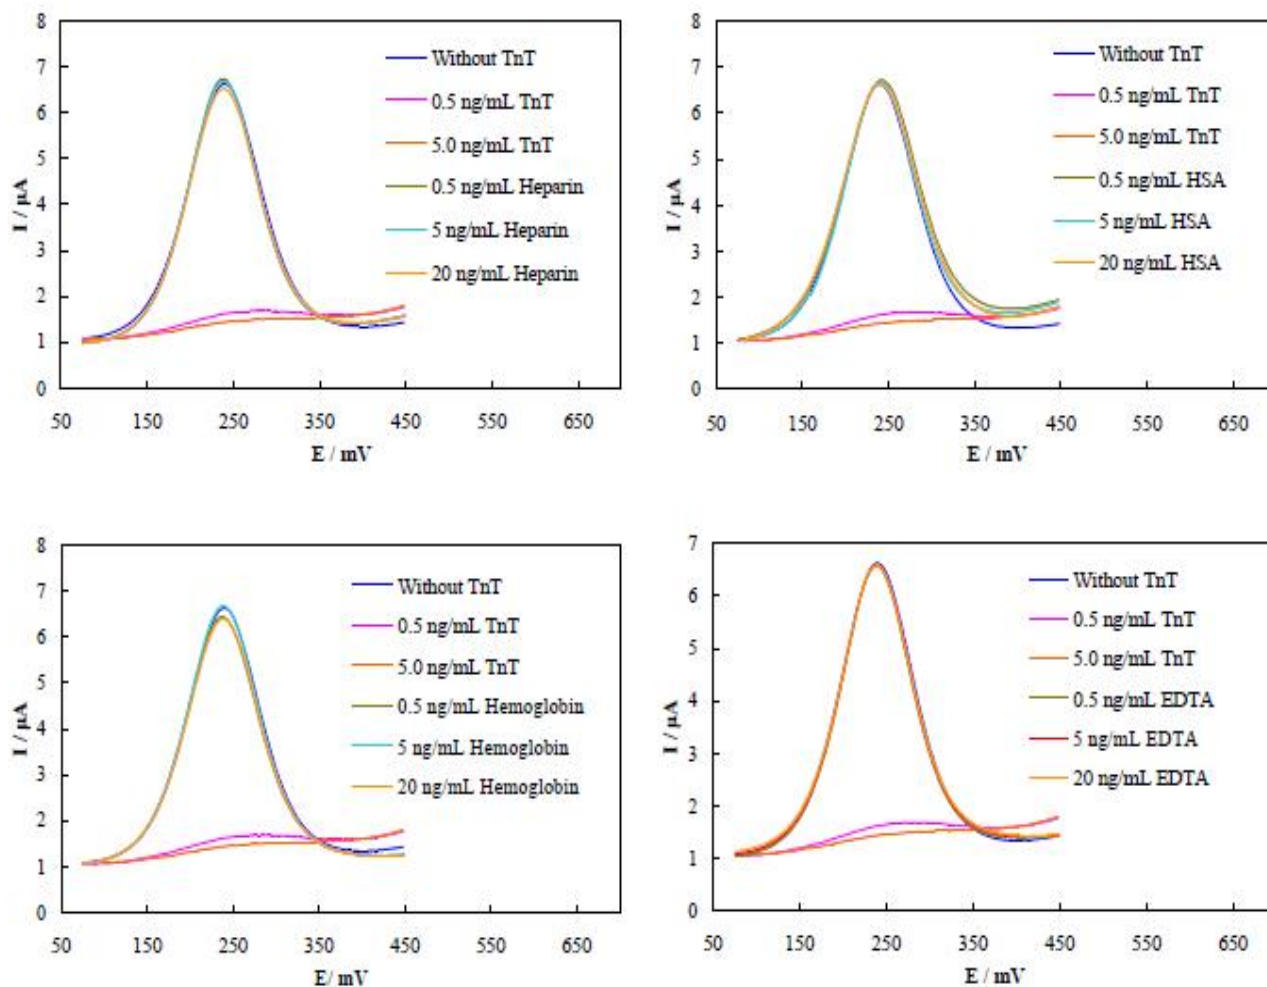 8
7
6
5
4
3
2
1
0
I / µA
50 150 250 350 450 550 650
E / mV
Without TnT
0.5 ng/mL TnT
5.0 ng/mL TnT
0.5 ng/mL Heparin
5 ng/mL Heparin
20 ng/mL Heparin
8
7
6
5
4
3
2
1
0
I / µA
50 150 250 350 450 550 650
E / mV
Without TnT
0.5 ng/mL TnT
5.0 ng/mL TnT
0.5 ng/mL HSA
5 ng/mL HSA
20 ng/mL HSA
8
7
6
5
4
3
2
1
0
I / µA
50 150 250 350 450 550 650
E/ mV
Without TnT
0.5 ng/mL TnT
5.0 ng/mL TnT
0.5 ng/mL Hemoglobin
5 ng/mL Hemoglobin
20 ng/mL Hemoglobin
7
6
5
4
3
2
1
0
I / µA
50 150 250 350 450 550 650
E / mV
Without TnT
0.5 ng/mL TnT
5.0 ng/mL TnT
0.5 ng/mL EDTA
5 ng/mL EDTA
20 ng/mL EDTA